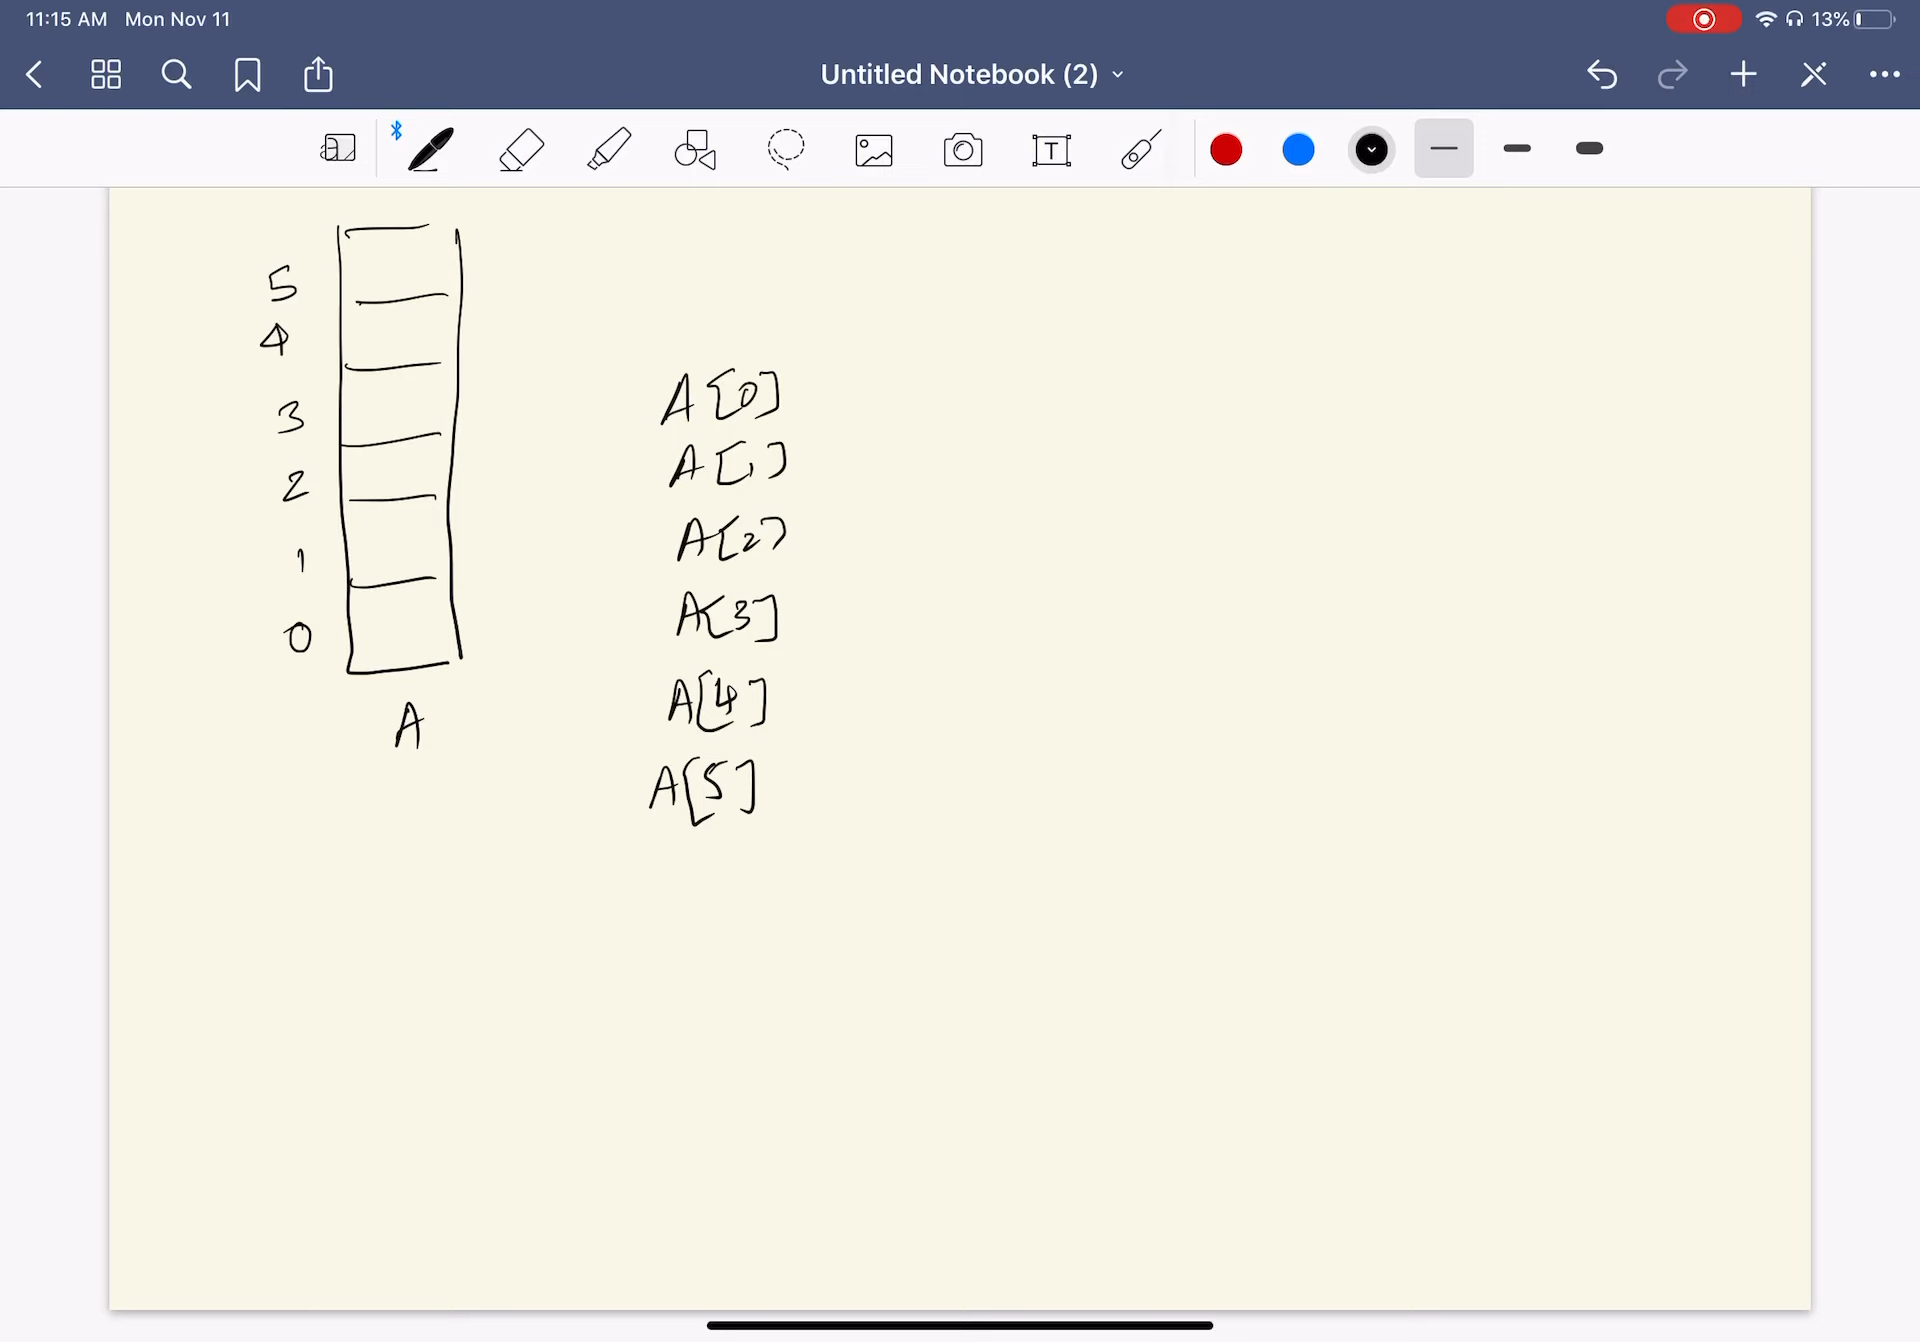 11:15 AM Mon Nov 11
13%
Untitled Notebook (2)
T
5
4
3
2
1
0
A
A[0]
A[1]
A[2]
A[3]
A[4]
A[5]